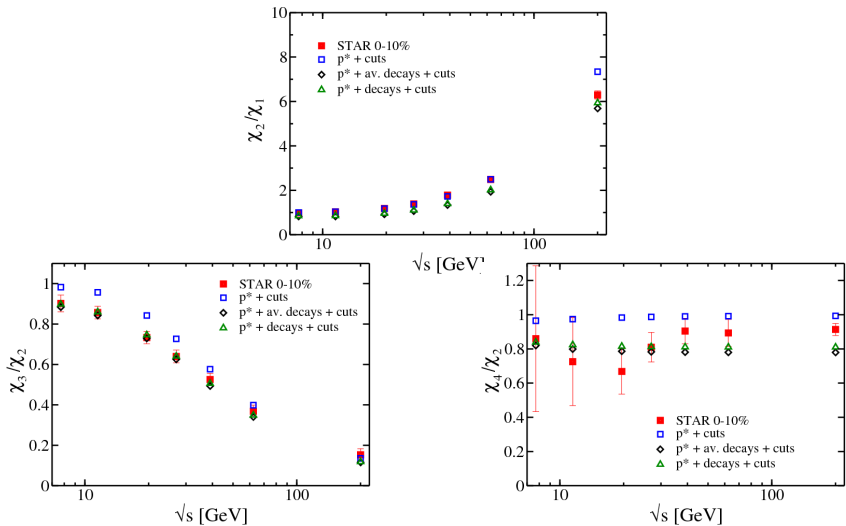 10
8
6
4
2
0
χ2/χ1
STAR 0-10%
p* + cuts
p* + av. decays + cuts
p* + decays + cuts
10
100
√s [GeV]
1
0.8
0.6
0.4
0.2
0
χ3/χ2
STAR 0-10%
p* + cuts
p* + av. decays + cuts
p* + decays + cuts
10
100
√s [GeV]
1.2
1
0.8
0.6
0.4
0.2
0
χ4/χ2
STAR 0-10%
p* + cuts
p* + av. decays + cuts
p* + decays + cuts
10
100
√s [GeV]